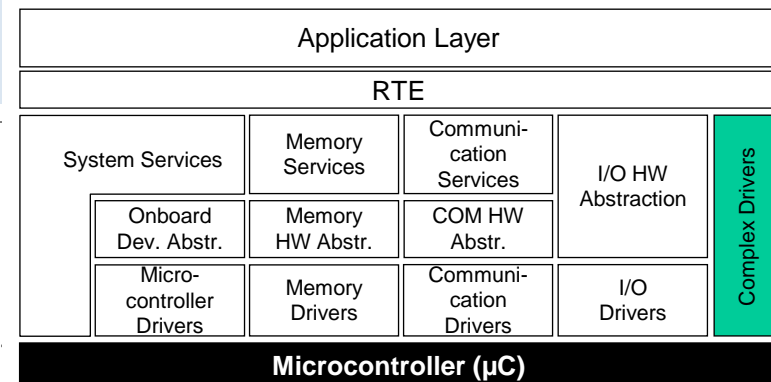 Application Layer
RTE
System Services
Memory
Services
Communi-
cation
Services
I/O HW
Abstraction
Complex Drivers
Onboard
Dev. Abstr.
Memory
HW Abstr.
COM HW
Abstr.
Micro-
controller
Drivers
Memory
Drivers
Communi-
cation
Drivers
I/O
Drivers
Microcontroller (µC)